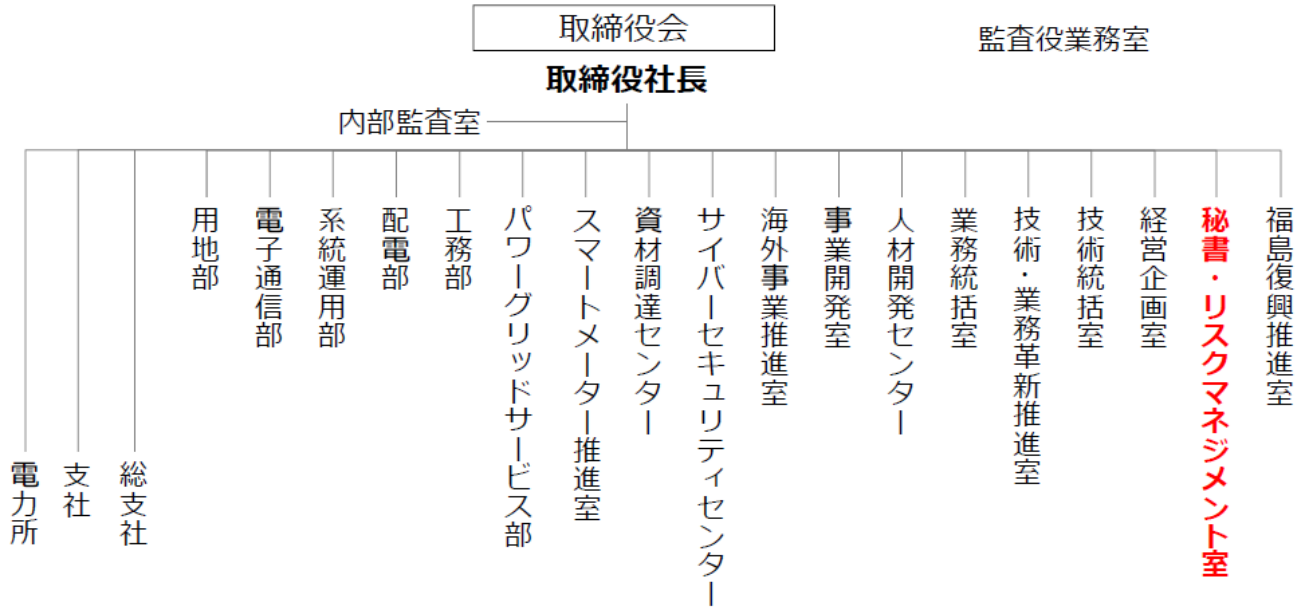 取締役会
監査役業務室
取締役社長
内部監査室
福島復興推進室
秘書・リスクマネジメント室
経営企画室
技術統括室
技術・業務革新推進室
業務統括室
人材開発センター
事業開発室
海外事業推進室
サイバーセキュリティセンター
資材調達センター
スマートメーター推進室
パワーグリッドサービス部
工務部
配電部
系統運用部
電子通信部
用地部
総支社
支社
電力所